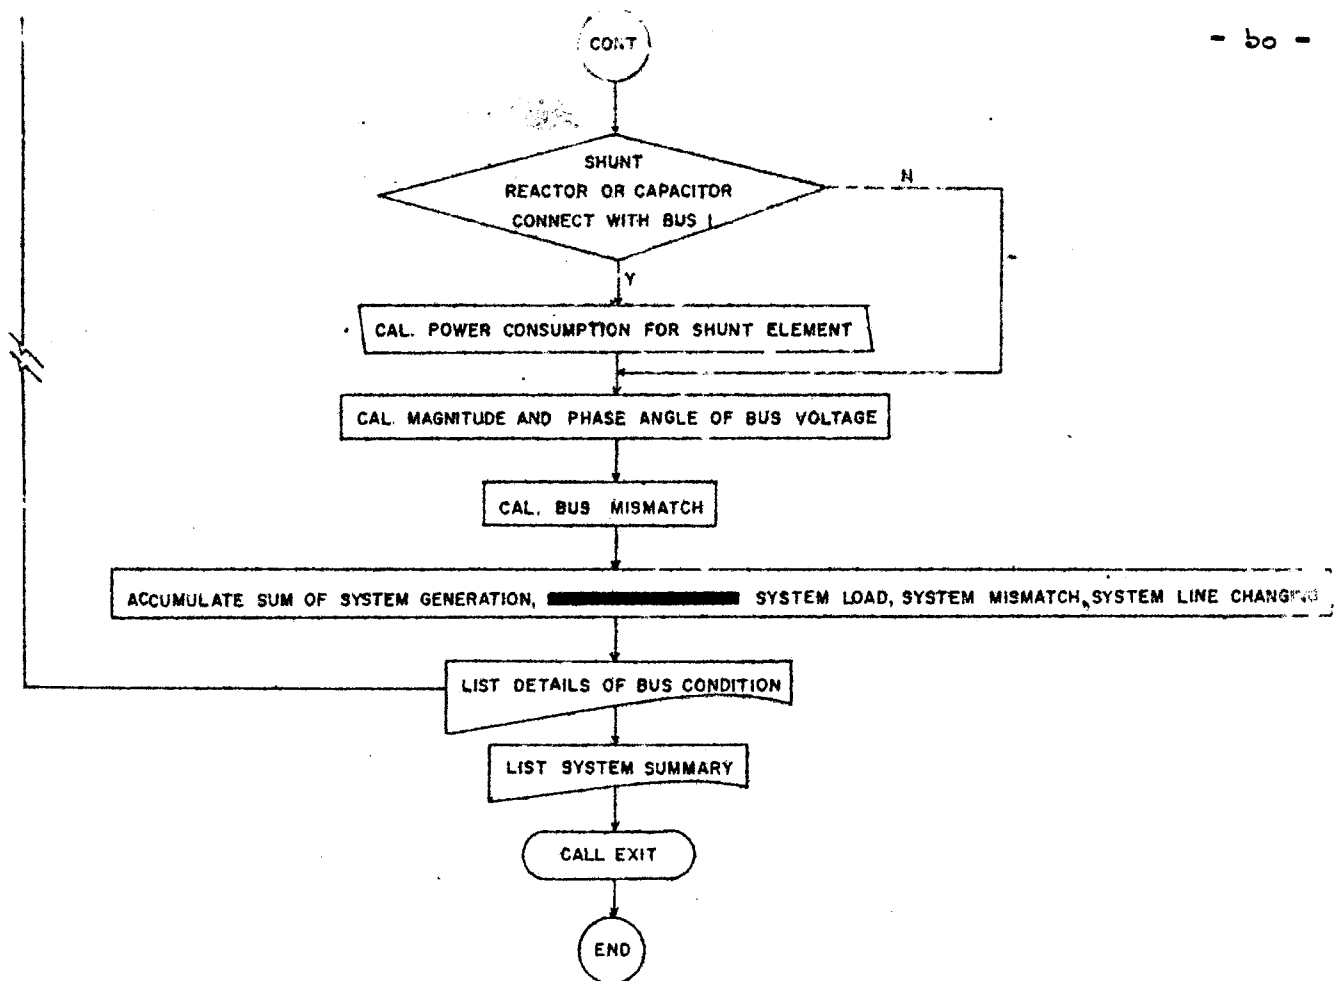 - 60 -
CONT
SHUNT
REACTOR OR CAPACITOR
CONNECT WITH BUS I
N
Y
CAL. POWER CONSUMPTION FOR SHUNT ELEMENT
CAL. MAGNITUDE AND PHASE ANGLE OF BUS VOLTAGE
CAL. BUS MISMATCH
ACCUMULATE SUM OF SYSTEM GENERATION, SYSTEM LOAD, SYSTEM MISMATCH, SYSTEM LINE CHANGING
LIST DETAILS OF BUS CONDITION
LIST SYSTEM SUMMARY
CALL EXIT
END